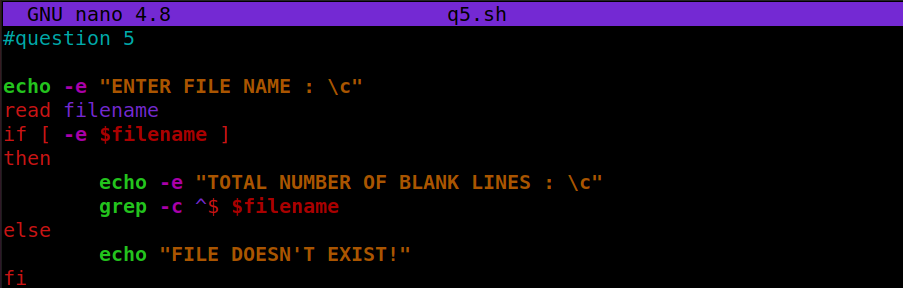 GNU nano 4.8 q5.sh
#question 5
echo -e "ENTER FILE NAME : \c"
read filename
if [ -e $filename ]
then
echo -e "TOTAL NUMBER OF BLANK LINES : \c"
grep -c ^$ $filename
else
echo "FILE DOESN'T EXIST!"
fi